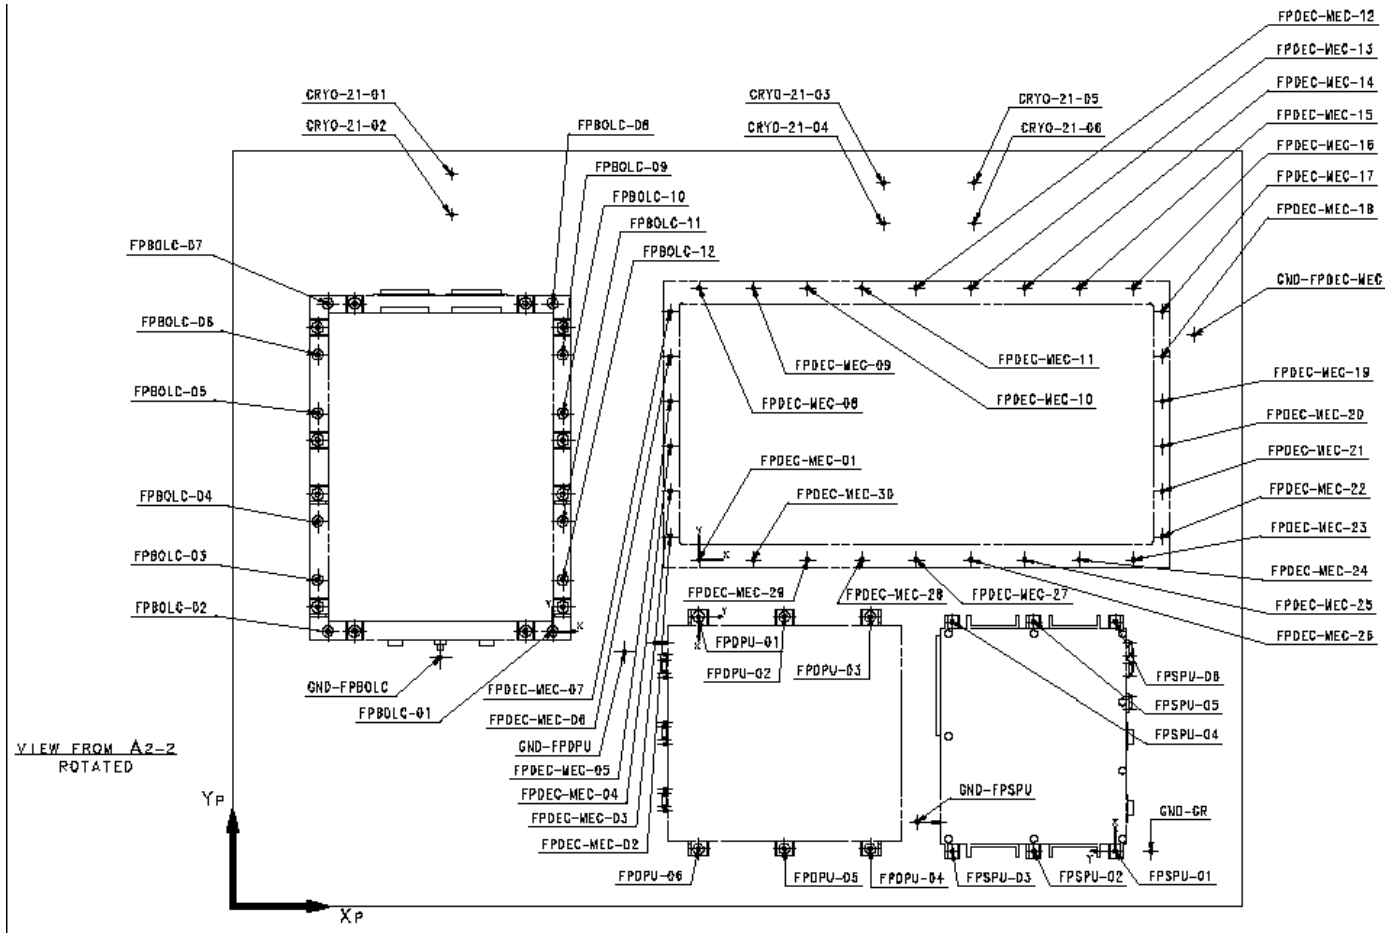 FPDEC-MEC-12
FPDEC-MEC-13
CRYO-21-01
CRYO-21-03
FPDEC-MEC-14
CRYO-21-05
FPBOLC-08
FPDEC-MEC-15
CRYO-21-02
CRYO-21-04
CRYO-21-06
FPDEC-MEC-16
FPBOLC-09
FPDEC-MEC-17
FPBOLC-10
FPDEC-MEC-18
FPBOLC-11
FPBOLC-07
FPBOLC-12
GND-FPDEC-MEC
FPBOLC-06
FPDEC-MEC-11
FPDEC-MEC-09
FPDEC-MEC-19
FPBOLC-05
FPDEC-MEC-08
FPDEC-MEC-10
FPDEC-MEC-20
FPDEC-MEC-21
FPDEC-MEC-01
FPDEC-MEC-22
FPBOLC-04
FPDEC-MEC-30
FPDEC-MEC-23
Y
X
FPBOLC-03
FPDEC-MEC-24
FPDEC-MEC-29
FPDEC-MEC-28
FPDEC-MEC-27
FPBOLC-02
FPDEC-MEC-25
Y
X
Y
X
FPDPU-01
FPDEC-MEC-26
FPDPU-02
FPDPU-03
GND-FPBOLC
FPDEC-MEC-07
FPSPU-06
FPBOLC-01
FPSPU-05
FPDEC-MEC-06
FPSPU-04
VIEW FROM A2-2
ROTATED
GND-FPDPU
FPDEC-MEC-05
FPDEC-MEC-04
GND-FPSPU
YP
FPDEC-MEC-03
GND-GR
FPDEC-MEC-02
X
Y
FPDPU-06
FPDPU-05
FPDPU-04
FPSPU-03
FPSPU-02
FPSPU-01
XP